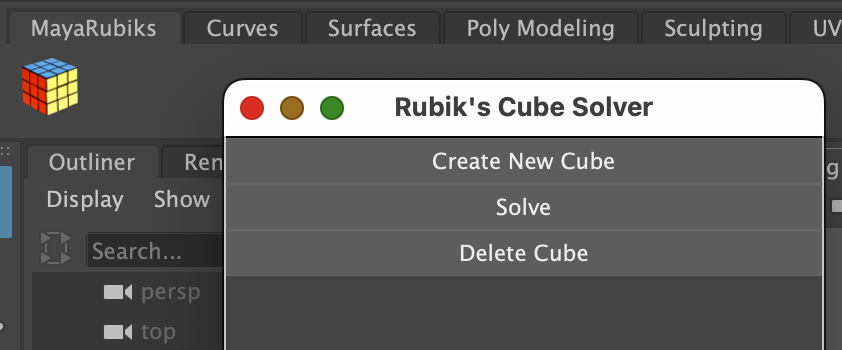 MayaRubiks Curves Surfaces Poly Modeling Sculpting UV
Rubik's Cube Solver
Create New Cube
Outliner
Display Show
Solve
Search...
Delete Cube
persp
top